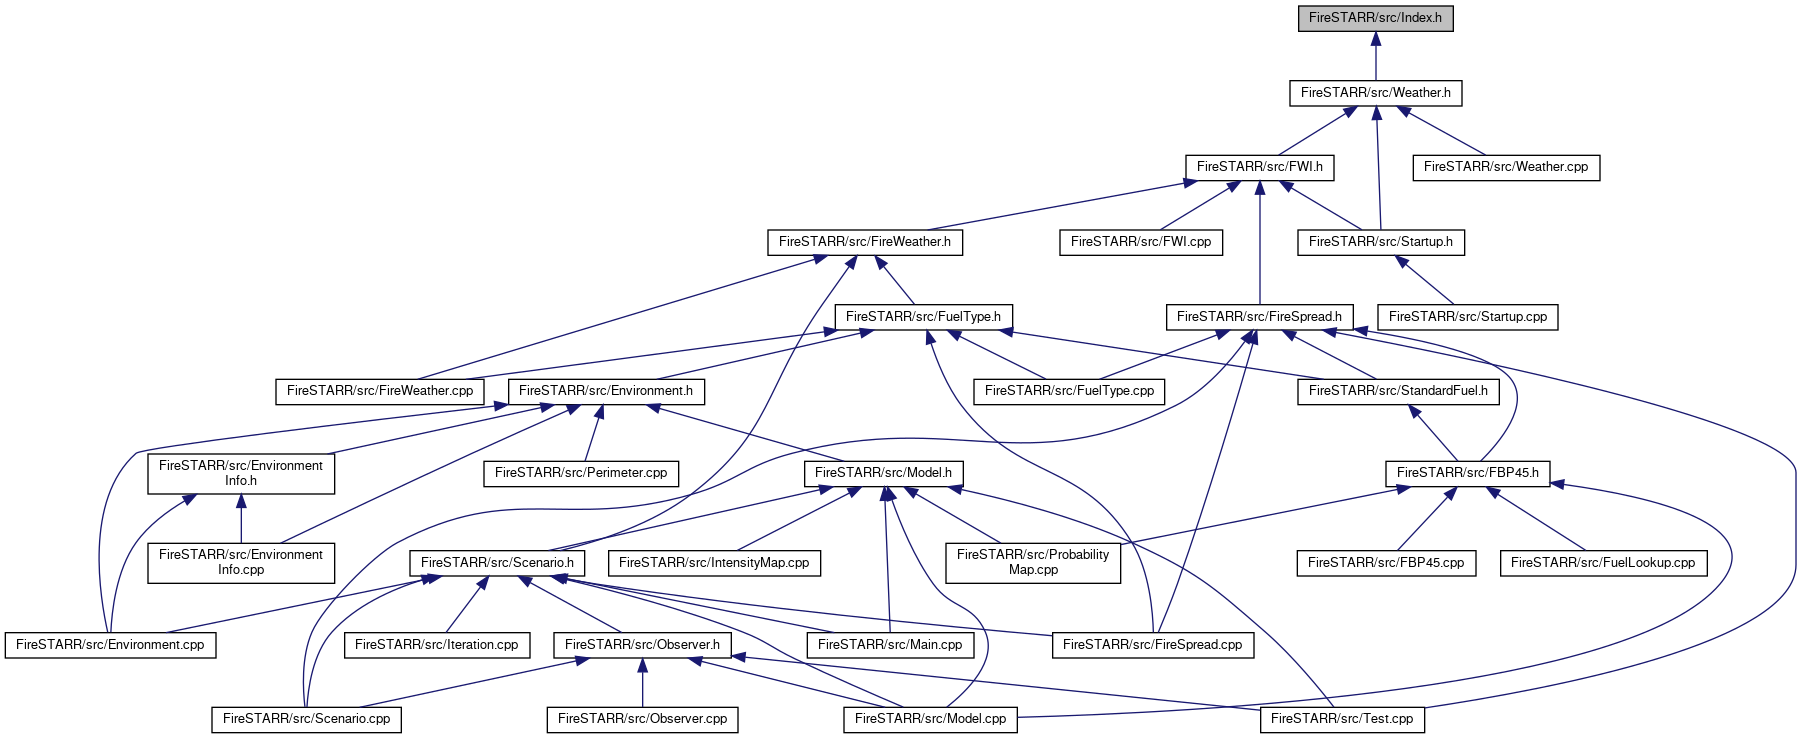 FireSTARR/src/Index.h
FireSTARR/src/Weather.h
FireSTARR/src/FWI.h
FireSTARR/src/Weather.cpp
FireSTARR/src/FireWeather.h
FireSTARR/src/FWI.cpp
FireSTARR/src/Startup.h
FireSTARR/src/FuelType.h
FireSTARR/src/FireSpread.h
FireSTARR/src/Startup.cpp
FireSTARR/src/FireWeather.cpp
FireSTARR/src/Environment.h
FireSTARR/src/FuelType.cpp
FireSTARR/src/StandardFuel.h
FireSTARR/src/Environment
Info.h
FireSTARR/src/Perimeter.cpp
FireSTARR/src/Model.h
FireSTARR/src/FBP45.h
FireSTARR/src/Environment
Info.cpp
FireSTARR/src/Scenario.h
FireSTARR/src/IntensityMap.cpp
FireSTARR/src/Probability
Map.cpp
FireSTARR/src/FBP45.cpp
FireSTARR/src/FuelLookup.cpp
FireSTARR/src/Environment.cpp
FireSTARR/src/Iteration.cpp
FireSTARR/src/Observer.h
FireSTARR/src/Main.cpp
FireSTARR/src/FireSpread.cpp
FireSTARR/src/Scenario.cpp
FireSTARR/src/Observer.cpp
FireSTARR/src/Model.cpp
FireSTARR/src/Test.cpp